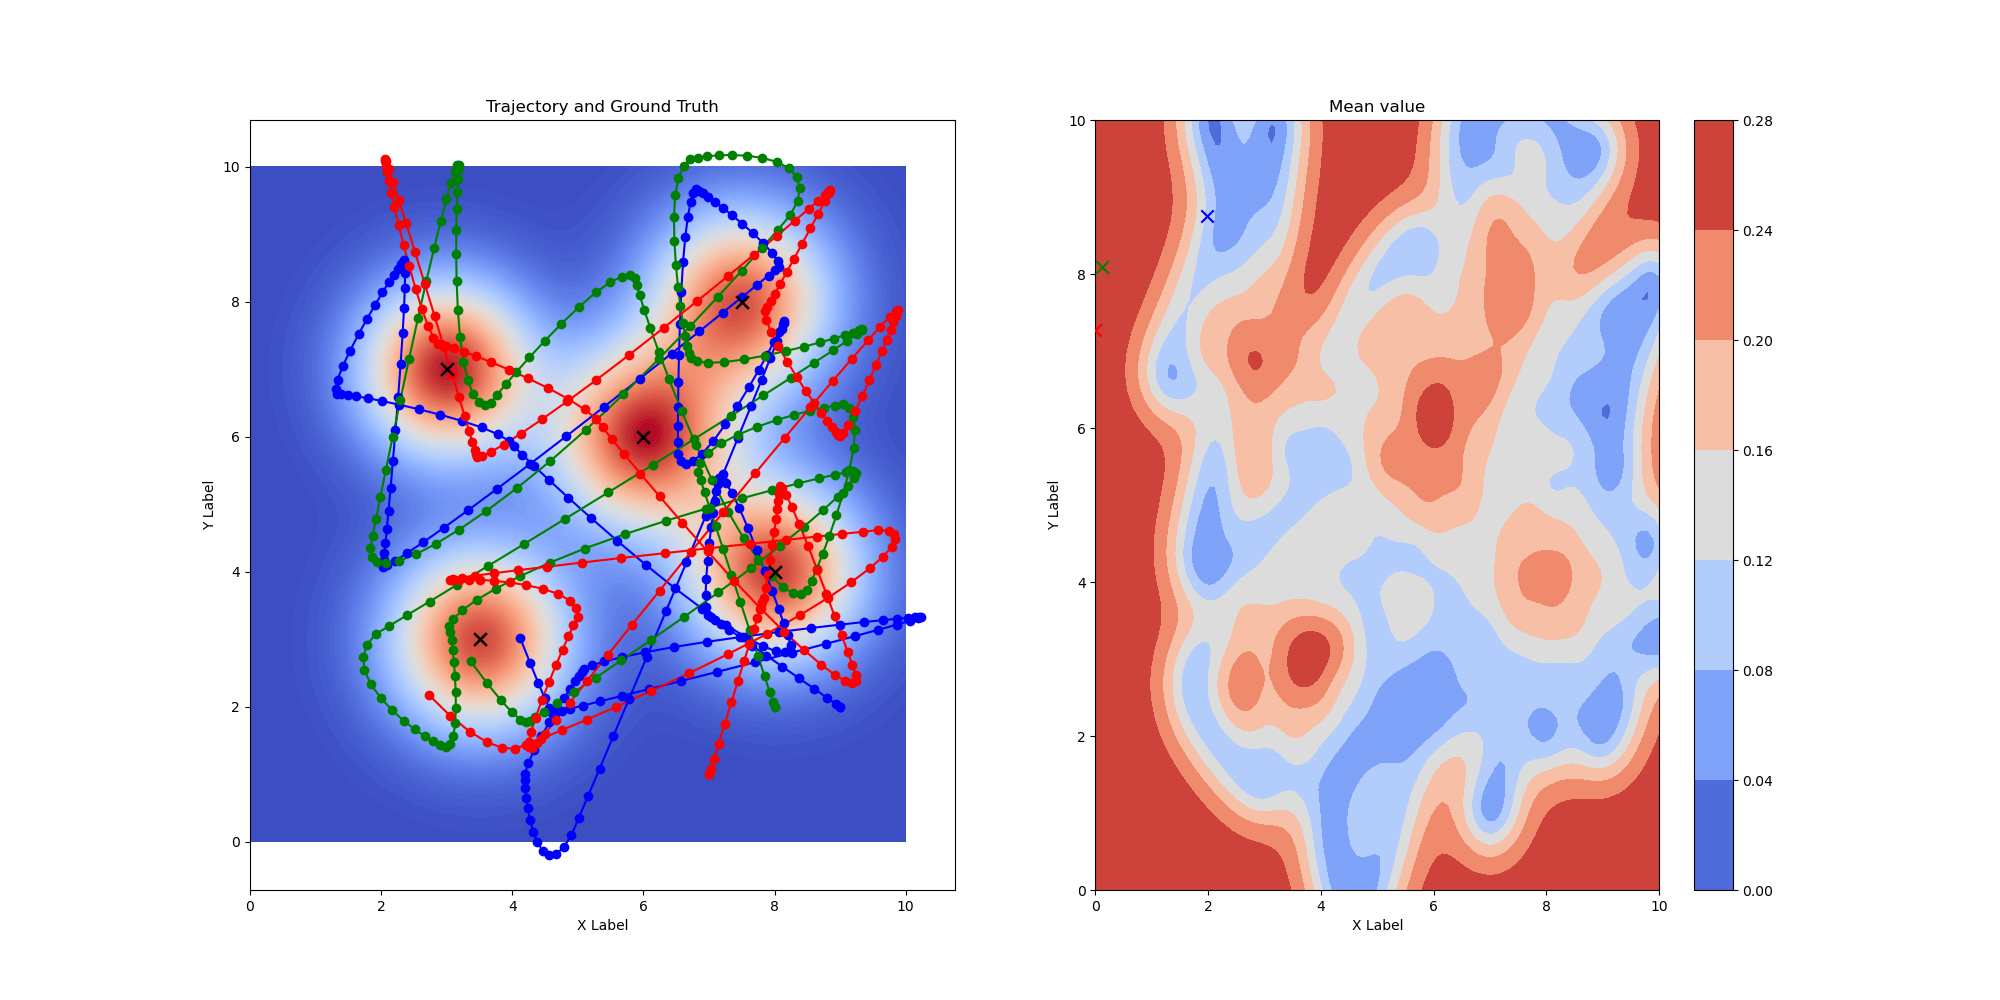 Trajectory and Ground Truth
Y Label
10
8
6
4
2
0
0 2 4 6 8 10
X Label
Mean value
Y Label
10
8
6
4
2
0
0 2 4 6 8 10
X Label
0.28
0.24
0.20
0.16
0.12
0.08
0.04
0.00